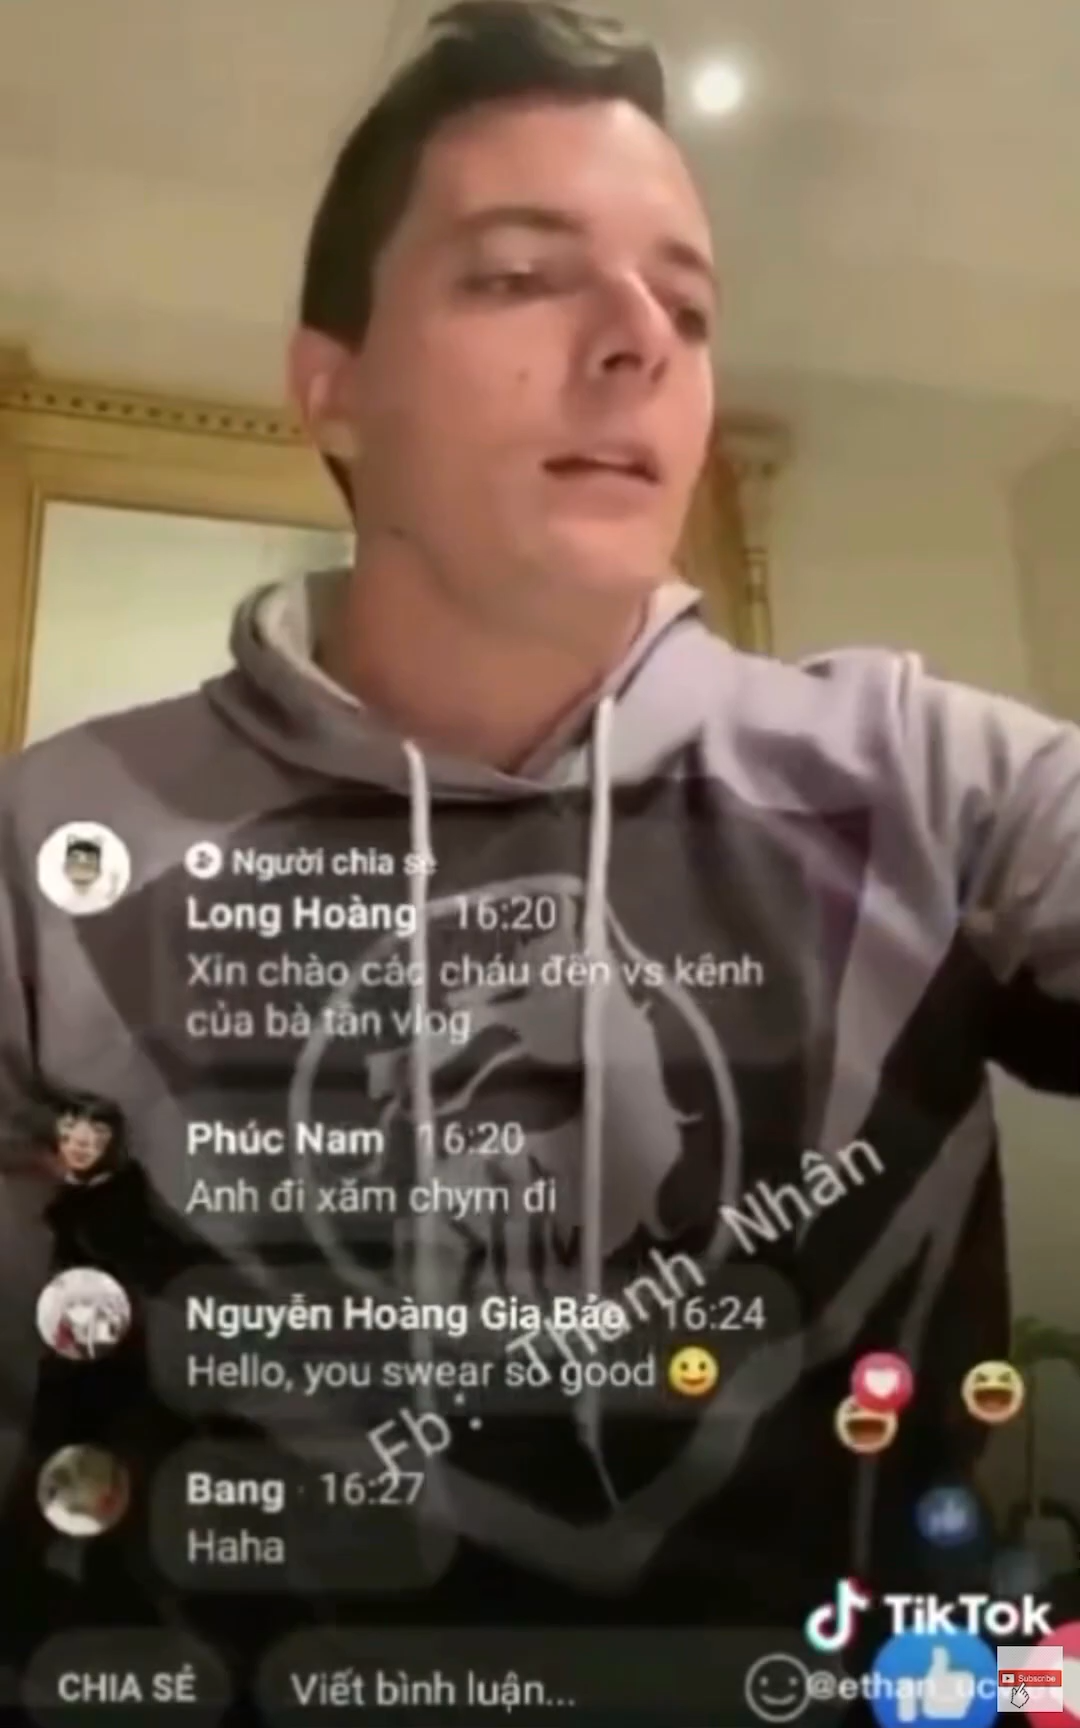 Người chia sẻ
Long Hoàng 16:20
Xin chào các cháu đến vs kênh
của bà tân vlog
Phúc Nam 16:20
Anh đi xăm chym đi
Nguyễn Hoàng Gia Bảo 16:24
Hello, you swear so good
Fb: Thanh Nhân
Bang · 16:27
Haha
TikTok
CHIA SẺ
Viết bình luận...
Subscribe